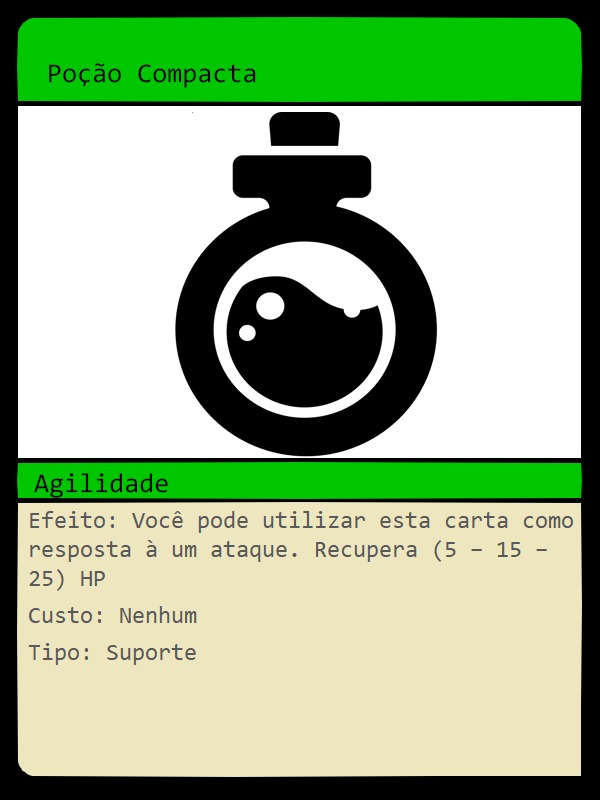 Poção Compacta
Agilidade
Efeito: Você pode utilizar esta carta como
resposta à um ataque. Recupera (5 – 15 –
25) HP
Custo: Nenhum
Tipo: Suporte